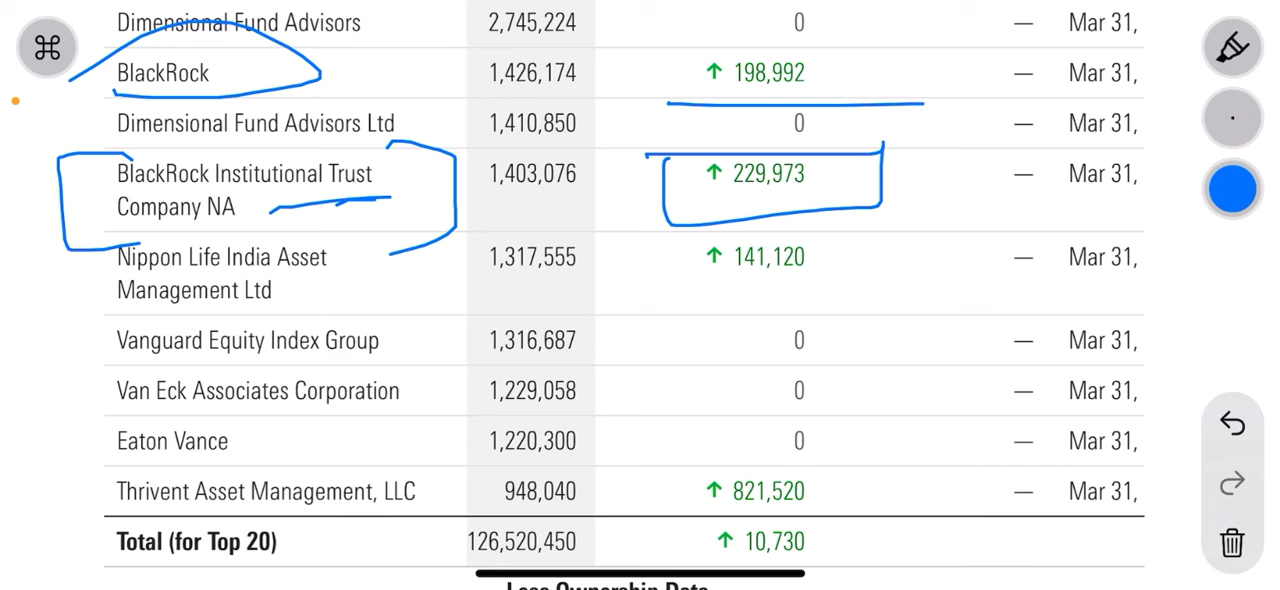 Dimensional Fund Advisors 2,745,224 0 — Mar 31,
BlackRock 1,426,174 ↑ 198,992 — Mar 31,
Dimensional Fund Advisors Ltd 1,410,850 0 — Mar 31,
BlackRock Institutional Trust 1,403,076 ↑ 229,973 — Mar 31,
Company NA
Nippon Life India Asset 1,317,555 ↑ 141,120 — Mar 31,
Management Ltd
Vanguard Equity Index Group 1,316,687 0 — Mar 31,
Van Eck Associates Corporation 1,229,058 0 — Mar 31,
Eaton Vance 1,220,300 0 — Mar 31,
Thrivent Asset Management, LLC 948,040 ↑ 821,520 — Mar 31,
Total (for Top 20) 126,520,450 ↑ 10,730
Less Ownership Data